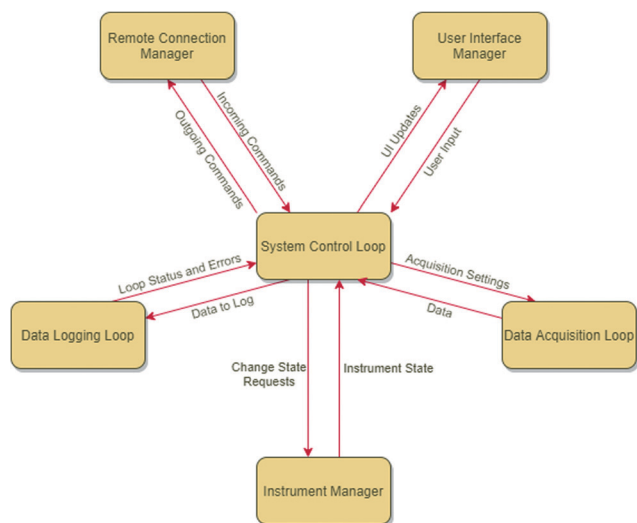 Remote Connection
Manager
User Interface
Manager
Incoming Commands
Outgoing Commands
UI Updates
User Input
System Control Loop
Loop Status and Errors
Acquisition Settings
Data to Log
Data
Data Logging Loop
Data Acquisition Loop
Change State
Requests
Instrument State
Instrument Manager